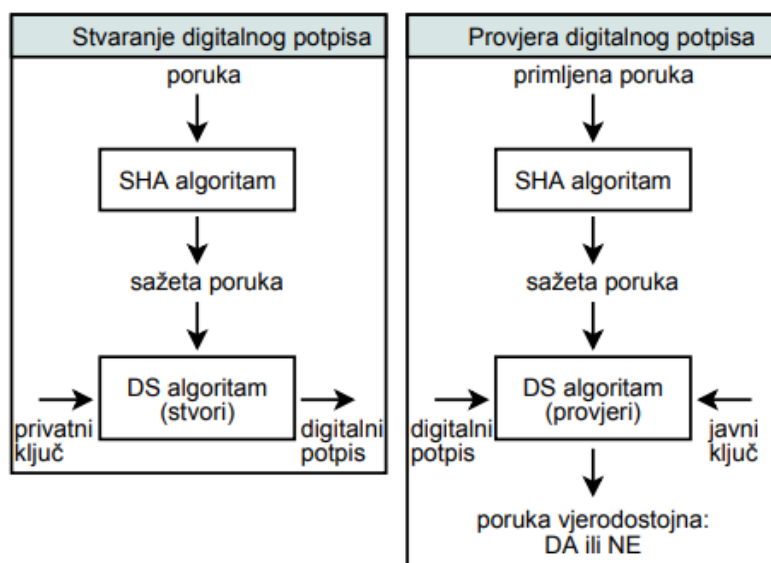 Stvaranje digitalnog potpisa
poruka
SHA algoritam
sažeta poruka
DS algoritam
(stvori)
privatni
ključ
digitalni
potpis
Provjera digitalnog potpisa
primljena poruka
SHA algoritam
sažeta poruka
DS algoritam
(provjeri)
digitalni
potpis
javni
ključ
poruka vjerodostojna:
DA ili NE